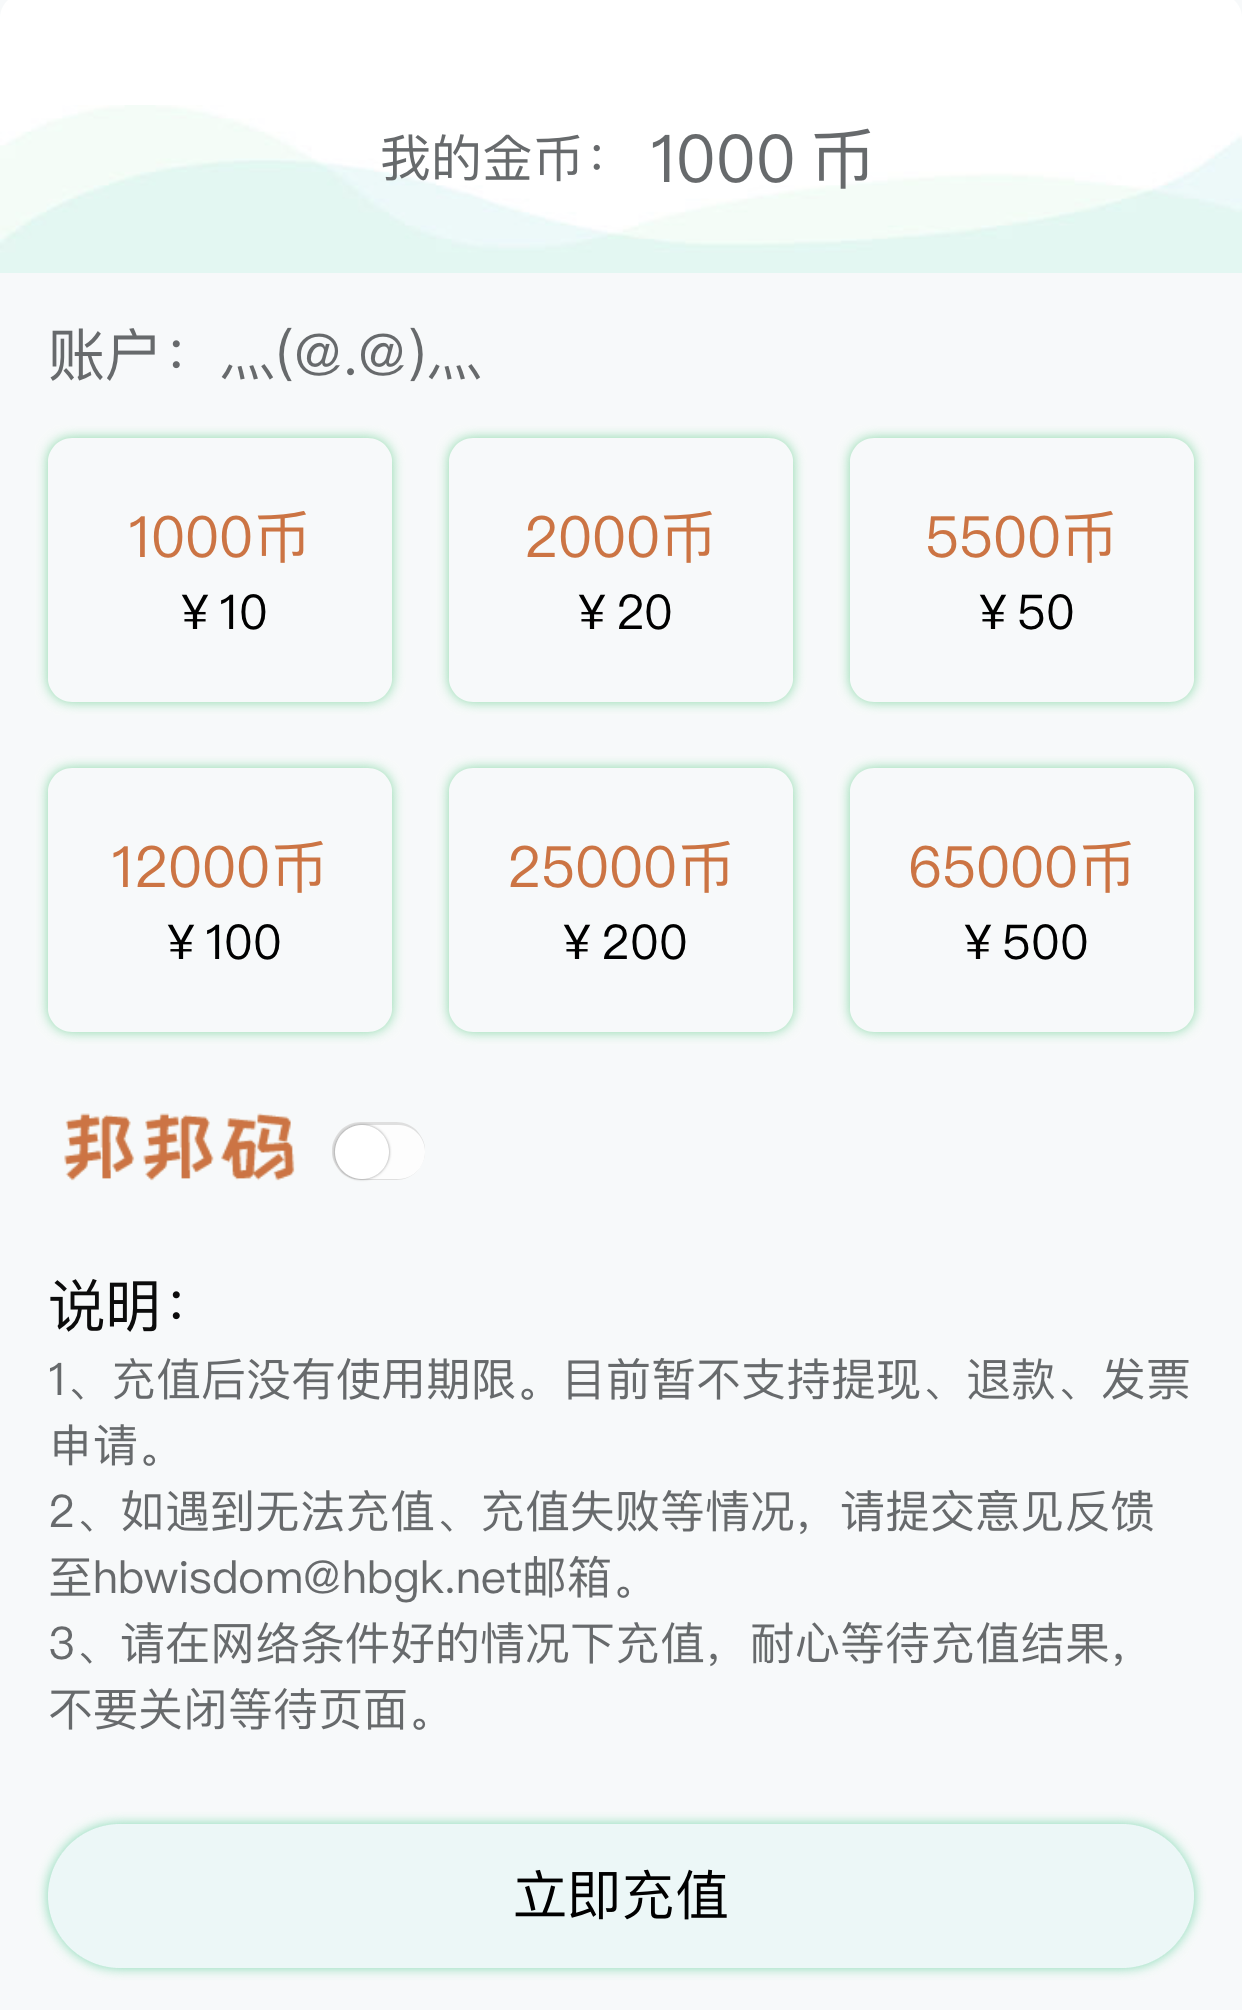 我的金币： 1000 币
账户： 灬(@.@)灬
1000币 2000币 5500币
¥10 ¥20 ¥50
12000币 25000币 65000币
¥100 ¥200 ¥500
邦邦码
说明：
1、充值后没有使用期限。目前暂不支持提现、退款、发票
申请。
2、如遇到无法充值、充值失败等情况，请提交意见反馈
至hbwisdom@hbgk.net邮箱。
3、请在网络条件好的情况下充值，耐心等待充值结果，
不要关闭等待页面。
立即充值